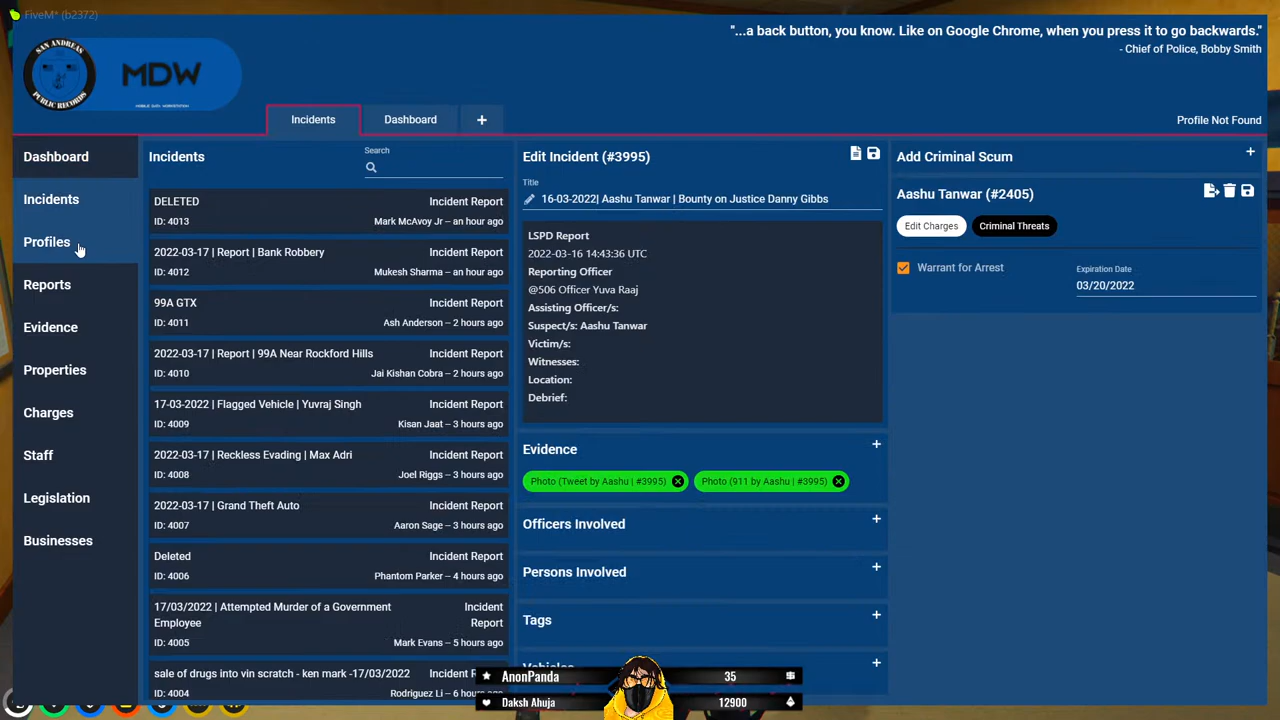 FiveM* (b2372)
"...a back button, you know. Like on Google Chrome, when you press it to go backwards."
- Chief of Police, Bobby Smith
SAN ANDREAS
PUBLIC RECORDS
MDW
MOBILE DATA WORKSTATION
Incidents
Dashboard
+
Profile Not Found
Dashboard
Incidents
Profiles
Reports
Evidence
Properties
Charges
Staff
Legislation
Businesses
Incidents
Search
DELETED Incident Report
ID: 4013 Mark McAvoy Jr – an hour ago
2022-03-17 | Report | Bank Robbery Incident Report
ID: 4012 Mukesh Sharma – an hour ago
99A GTX Incident Report
ID: 4011 Ash Anderson – 2 hours ago
2022-03-17 | Report | 99A Near Rockford Hills Incident Report
ID: 4010 Jai Kishan Cobra – 2 hours ago
17-03-2022 | Flagged Vehicle | Yuvraj Singh Incident Report
ID: 4009 Kisan Jaat – 3 hours ago
2022-03-17 | Reckless Evading | Max Adri Incident Report
ID: 4008 Joel Riggs – 3 hours ago
2022-03-17 | Grand Theft Auto Incident Report
ID: 4007 Aaron Sage – 3 hours ago
Deleted Incident Report
ID: 4006 Phantom Parker – 4 hours ago
17/03/2022 | Attempted Murder of a Government Incident
Employee Report
ID: 4005 Mark Evans – 5 hours ago
sale of drugs into vin scratch - ken mark -17/03/2022 Incident R
ID: 4004 Rodriguez Li – 6 hours
Edit Incident (#3995)
Title
16-03-2022| Aashu Tanwar | Bounty on Justice Danny Gibbs
LSPD Report
2022-03-16 14:43:36 UTC
Reporting Officer
@506 Officer Yuva Raaj
Assisting Officer/s:
Suspect/s: Aashu Tanwar
Victim/s:
Witnesses:
Location:
Debrief:
Evidence +
Photo (Tweet by Aashu | #3995) Photo (911 by Aashu | #3995)
Officers Involved +
Persons Involved +
Tags +
Vehicles +
Add Criminal Scum +
Aashu Tanwar (#2405)
Edit Charges Criminal Threats
Warrant for Arrest
Expiration Date
03/20/2022
AnonPanda 35
Daksh Ahuja 12900